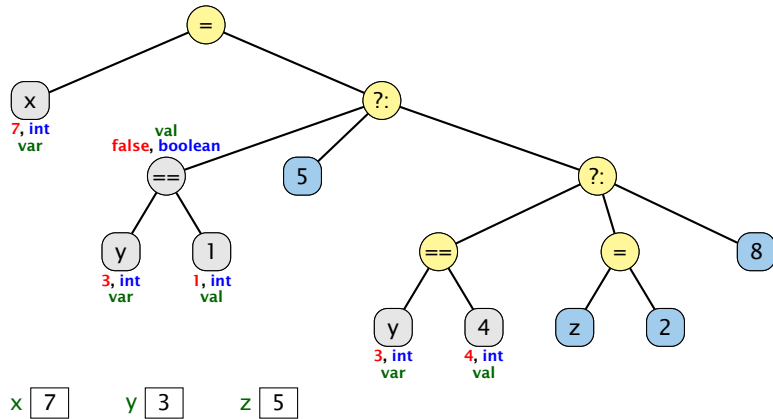 =
x
?:
7, int
var
val
false, boolean
==
5
?:
y
1
==
=
8
3, int
var
1, int
val
y
4
z
2
3, int
var
4, int
val
x 7 y 3 z 5